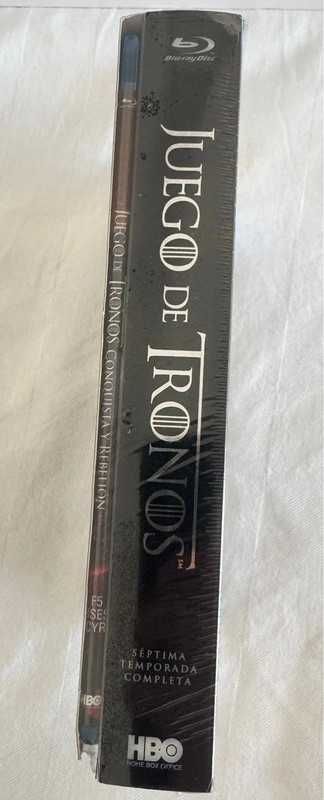 Blu-ray Disc
JUEGO DE TRONOS
SÉPTIMA
TEMPORADA
COMPLETA
HBO
HOME BOX OFFICE
JUEGO DE TRONOS CONQUISTA Y REBELIÓN
HBO